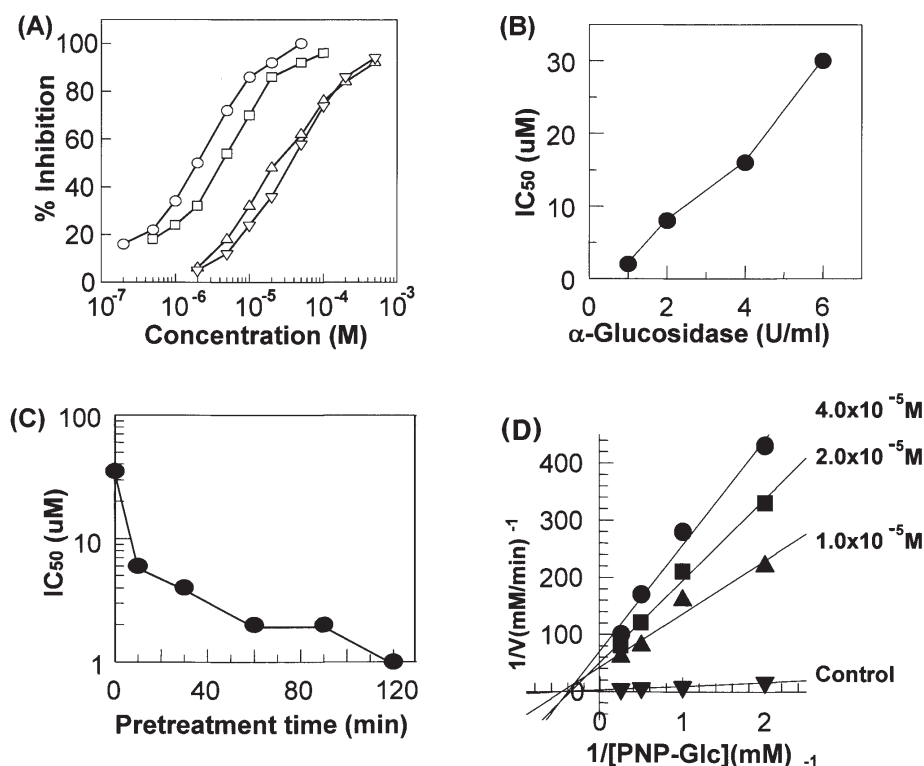 (A)
% Inhibition
100
80
60
40
20
0
10⁻⁷
10⁻⁶
10⁻⁵
10⁻⁴
10⁻³
Concentration (M)
(B)
IC₅₀ (uM)
30
20
10
0
0
2
4
6
α-Glucosidase (U/ml)
(C)
IC₅₀ (uM)
100
10
1
0
40
80
120
Pretreatment time (min)
(D)
1/V(mM/min) ⁻¹
400
300
200
100
0
0
1
2
1/[PNP-Glc](mM) ₋₁
4.0x10 ⁻⁵M
2.0x10 ⁻⁵M
1.0x10 ⁻⁵M
Control